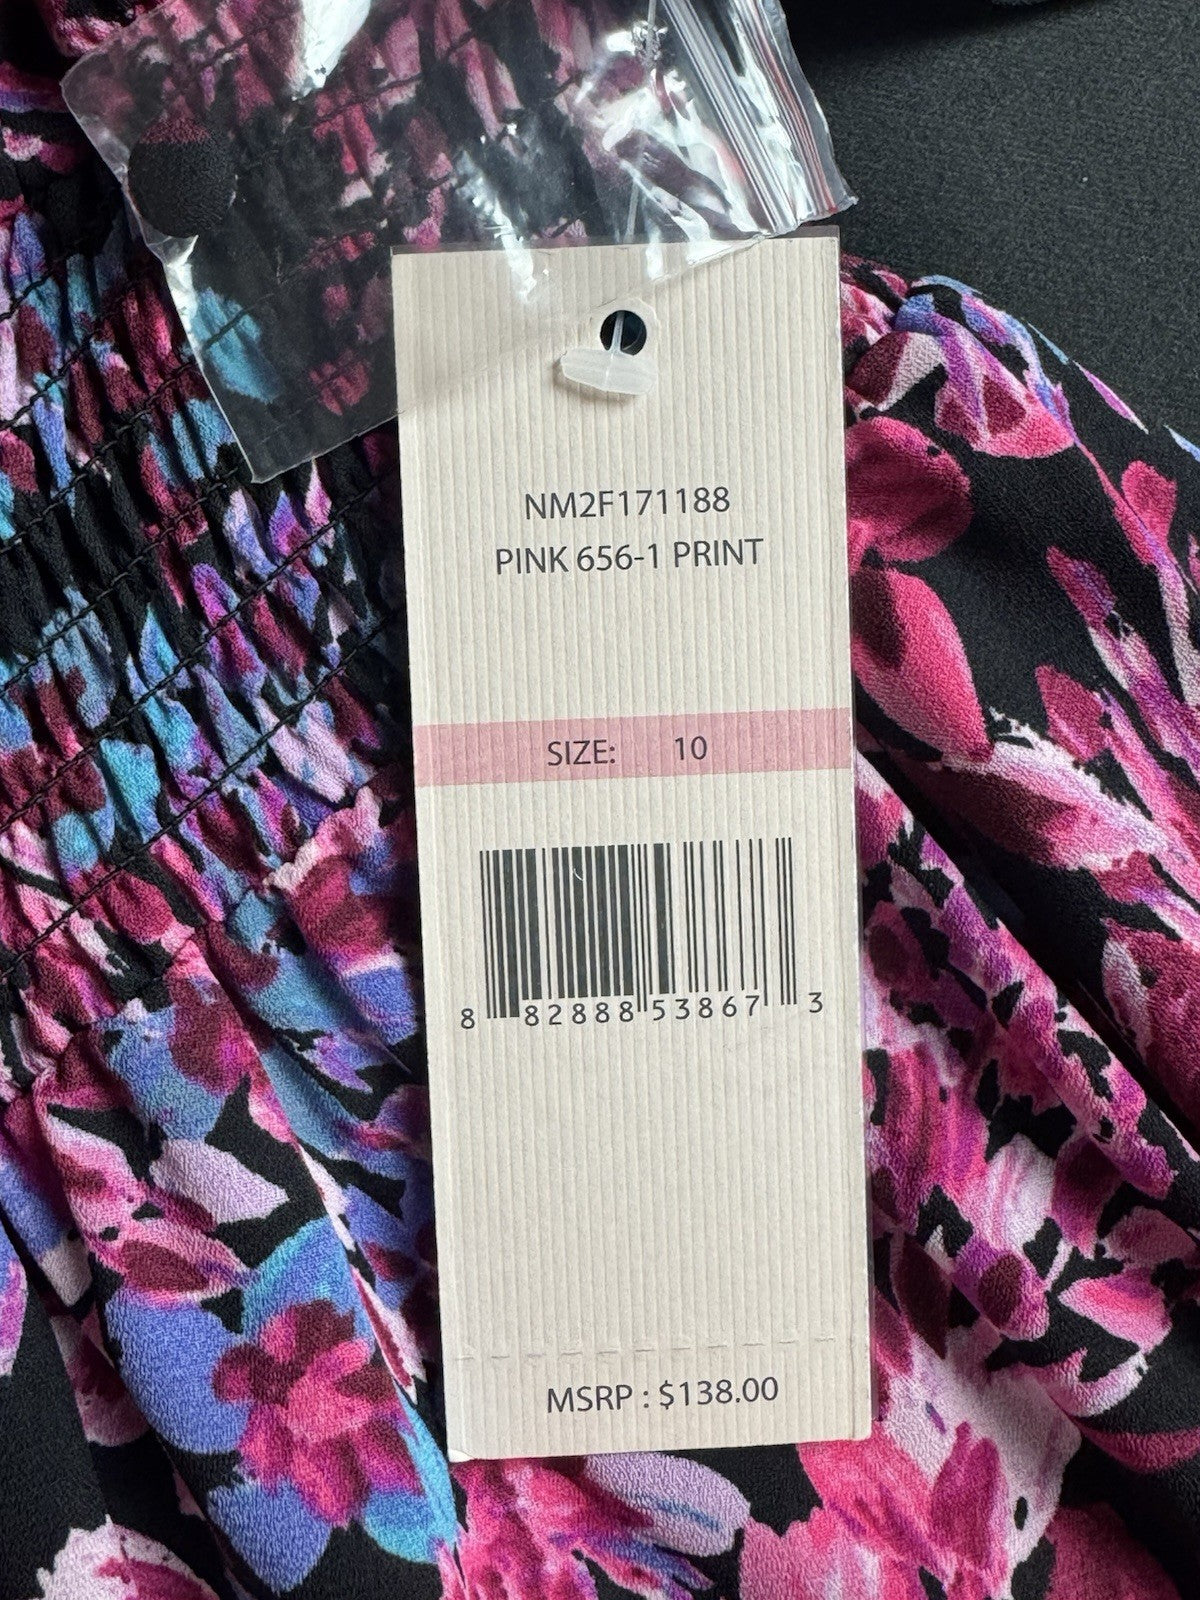 NM2F171188
PINK 656-1 PRINT
SIZE: 10
8 82888 53867 3
MSRP : $138.00